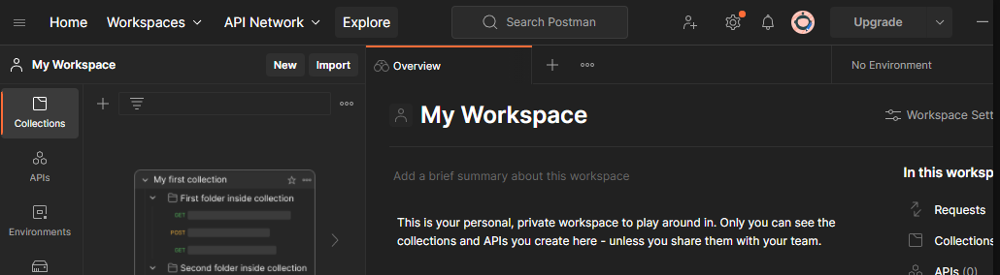 Home Workspaces API Network Explore Search Postman Upgrade
My Workspace New Import Overview No Environment
Collections
APIs
Environments
My first collection
First folder inside collection
GET
POST
GET
Second folder inside collection
My Workspace
Workspace Sett
Add a brief summary about this workspace
This is your personal, private workspace to play around in. Only you can see the
collections and APIs you create here - unless you share them with your team.
In this worksp
Requests
Collections
APIs (0)